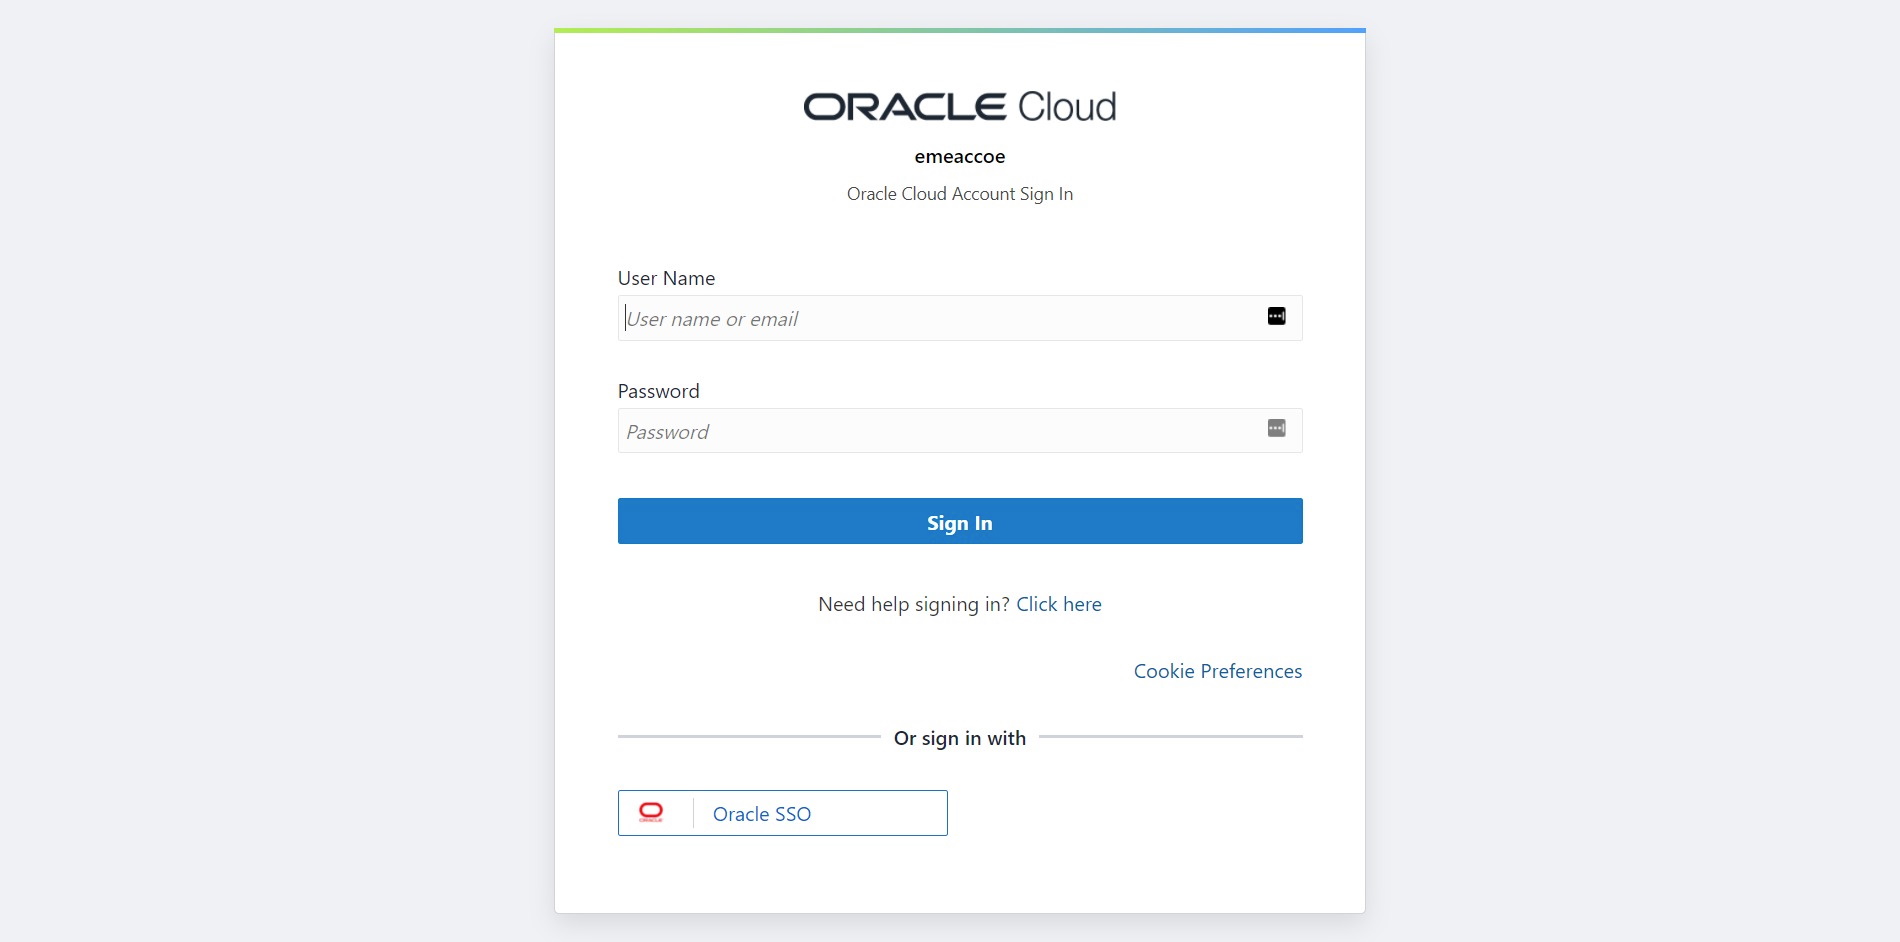 ORACLE Cloud
emeaccoe
Oracle Cloud Account Sign In
User Name
User name or email
Password
Password
Sign In
Need help signing in? Click here
Cookie Preferences
Or sign in with
ORACLE
Oracle SSO